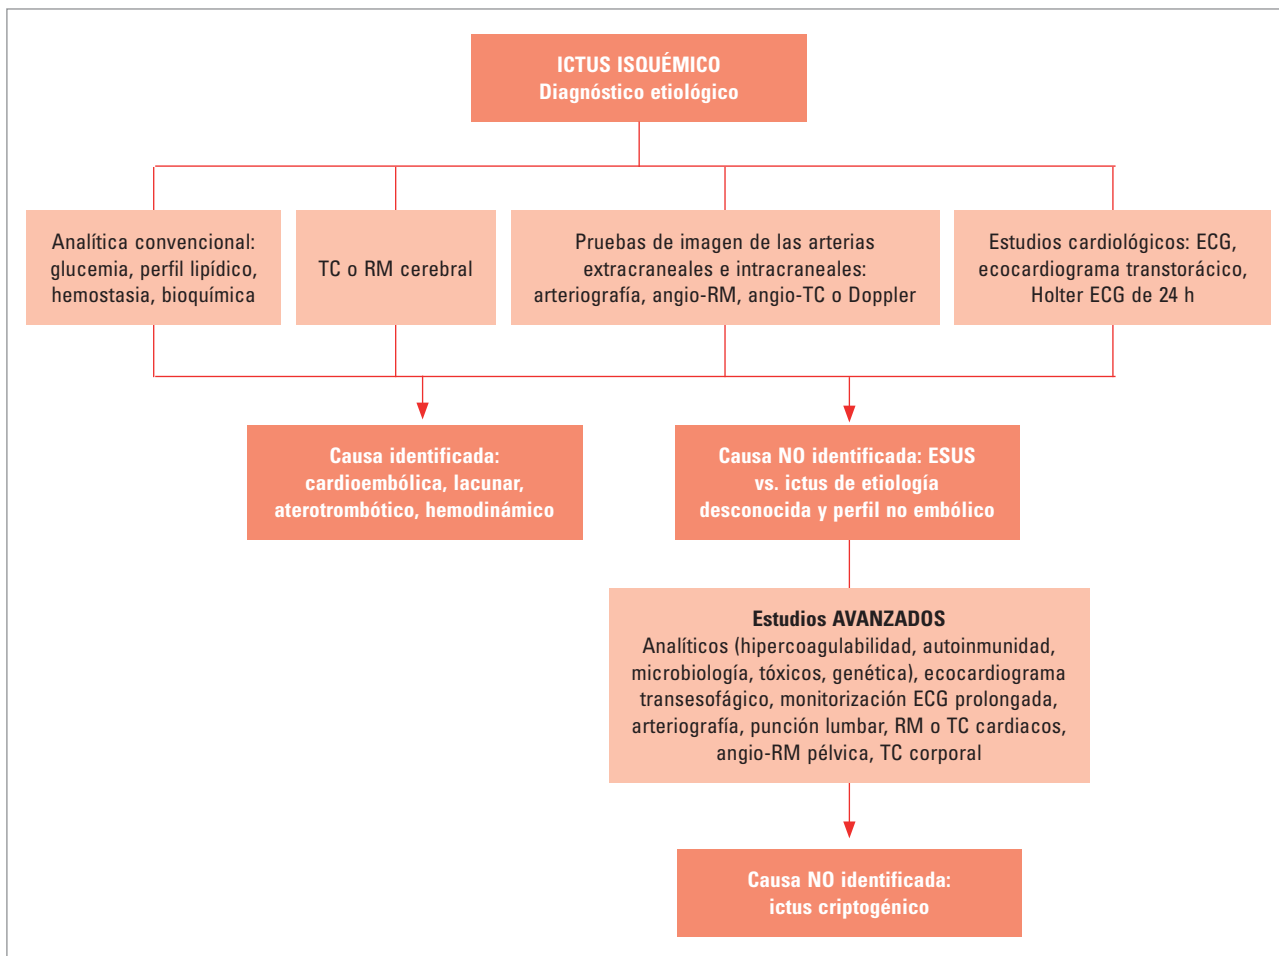 ICTUS ISQUÉMICO
Diagnóstico etiológico
Analítica convencional:
glucemia, perfil lipídico,
hemostasia, bioquímica
TC o RM cerebral
Pruebas de imagen de las arterias
extracraneales e intracraneales:
arteriografía, angio-RM, angio-TC o Doppler
Estudios cardiológicos: ECG,
ecocardiograma transtorácico,
Holter ECG de 24 h
Causa identificada:
cardioembólica, lacunar,
aterotrombótico, hemodinámico
Causa NO identificada: ESUS
vs. ictus de etiología
desconocida y perfil no embólico
Estudios AVANZADOS
Analíticos (hipercoagulabilidad, autoinmunidad,
microbiología, tóxicos, genética), ecocardiograma
transesofágico, monitorización ECG prolongada,
arteriografía, punción lumbar, RM o TC cardiacos,
angio-RM pélvica, TC corporal
Causa NO identificada:
ictus criptogénico